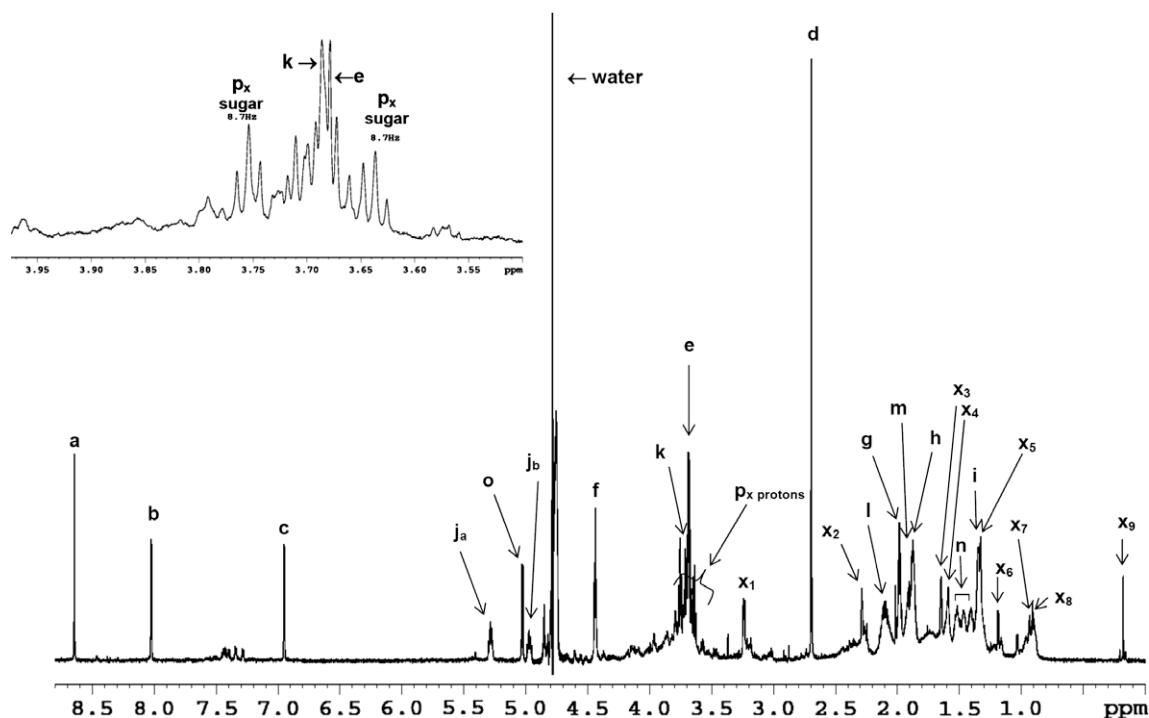 k → ←e
pₓ
sugar
8.7Hz
pₓ
sugar
8.7Hz
3.95 3.90 3.85 3.80 3.75 3.70 3.65 3.60 3.55 ppm
← water
d
a
b
c
jₐ
o
j_b
f
k
e
pₓ protons
x₁
x₂
l
g
m
h
x₃
x₄
n
i
x₅
x₆
x₇
x₈
x₉
8.5 8.0 7.5 7.0 6.5 6.0 5.5 5.0 4.5 4.0 3.5 3.0 2.5 2.0 1.5 1.0 ppm